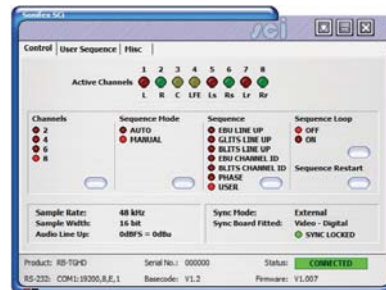 Sonifex SCi
sci
Control User Sequence Misc
1 2 3 4 5 6 7 8
Active Channels
L R C LFE Ls Rs Lr Rr
Channels Sequence Mode Sequence Sequence Loop
2 AUTO EBU LINE UP OFF
4 MANUAL GLITS LINE UP ON
6 BLITS LINE UP
8 EBU CHANNEL ID
BLITS CHANNEL ID Sequence Restart
PHASE
USER
Sample Rate: 48 kHz Sync Mode: External
Sample Width: 16 bit Sync Board Fitted: Video - Digital
Audio Line Up: 0dBFS = 0dBu SYNC LOCKED
Product: RB-TGHD Serial No.: 000000 Status: CONNECTED
RS-232: COM1:19200,8,E,1 Basecode: V1.2 Firmware: V1.007